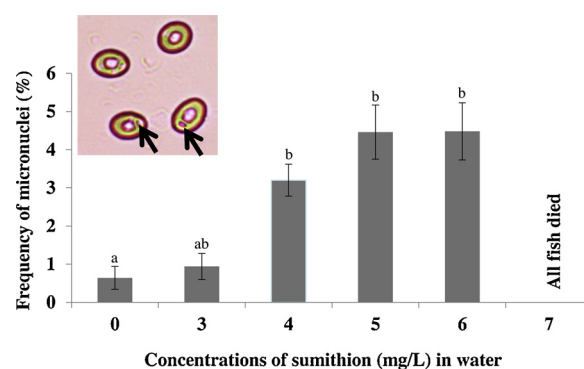 Frequency of micronuclei (%)
6
5
4
3
2
1
0
a
ab
b
b
b
All fish died
0 3 4 5 6 7
Concentrations of sumithion (mg/L) in water